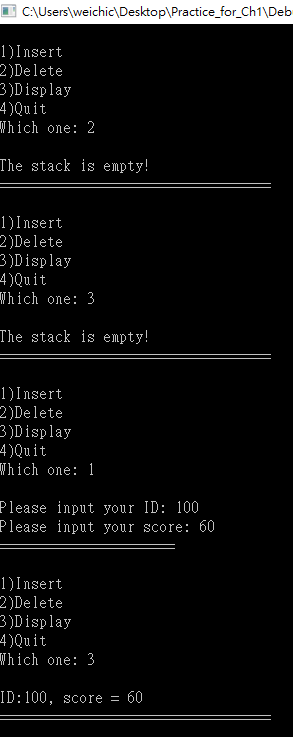 C:\Users\weichic\Desktop\Practice_for_Ch1\Deb
1)Insert
2)Delete
3)Display
4)Quit
Which one: 2
The stack is empty!
==================================
1)Insert
2)Delete
3)Display
4)Quit
Which one: 3
The stack is empty!
==================================
1)Insert
2)Delete
3)Display
4)Quit
Which one: 1
Please input your ID: 100
Please input your score: 60
======================
1)Insert
2)Delete
3)Display
4)Quit
Which one: 3
ID:100, score = 60
==================================